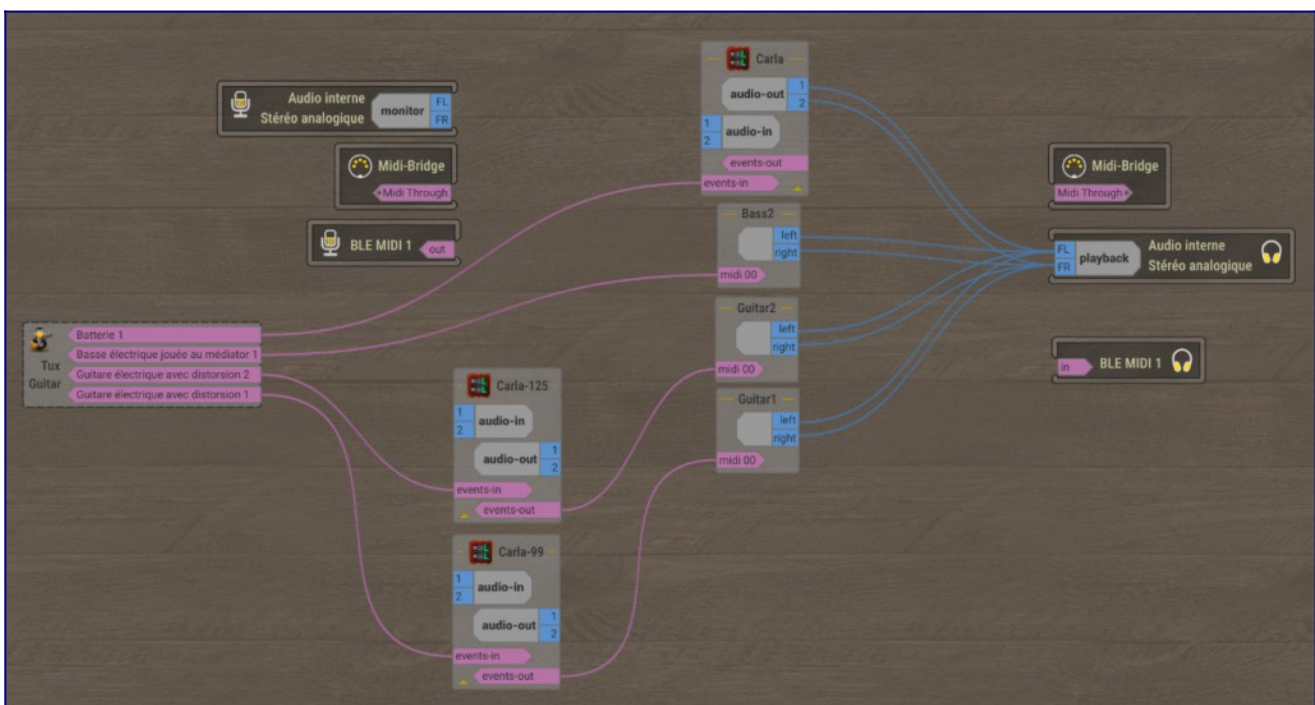 Audio interne
Stéréo analogique
monitor
FL
FR
Midi-Bridge
Midi Through
BLE MIDI 1
out
Tux
Guitar
Batterie 1
Basse électrique jouée au médiator 1
Guitare électrique avec distorsion 2
Guitare électrique avec distorsion 1
Carla-125
1
2
audio-in
audio-out
1
2
events-in
events-out
Carla-99
1
2
audio-in
audio-out
1
2
events-in
events-out
Carla
audio-out
1
2
1
2
audio-in
events-out
events-in
Bass2
left
right
midi 00
Guitar2
left
right
midi 00
Guitar1
left
right
midi 00
Midi-Bridge
Midi Through
FL
FR
playback
Audio interne
Stéréo analogique
in
BLE MIDI 1